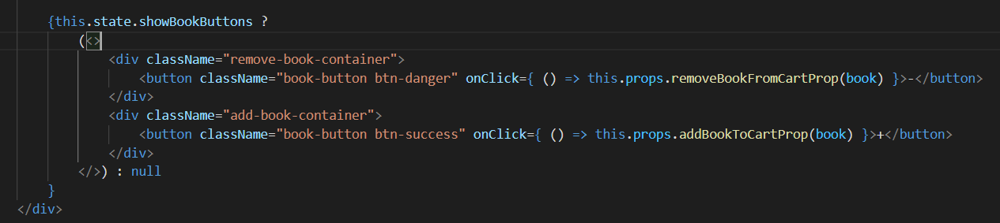 {this.state.showBookButtons ?
(<>
<div className="remove-book-container">
<button className="book-button btn-danger" onClick={ () => this.props.removeBookFromCartProp(book) }>-</button>
</div>
<div className="add-book-container">
<button className="book-button btn-success" onClick={ () => this.props.addBookToCartProp(book) }>+</button>
</div>
</>) : null
}
</div>